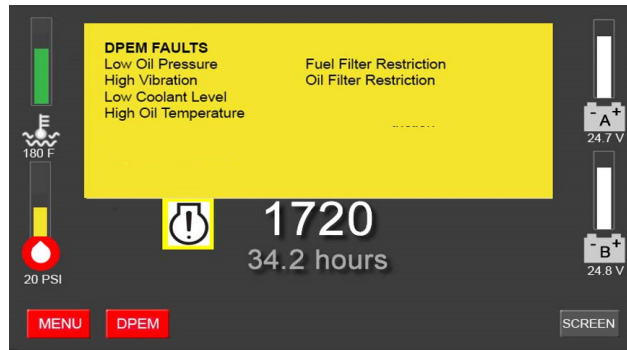 DPEM FAULTS
Low Oil Pressure
High Vibration
Low Coolant Level
High Oil Temperature
Fuel Filter Restriction
Oil Filter Restriction
180 F
20 PSI
1720
34.2 hours
- A +
24.7 V
- B +
24.8 V
MENU
DPEM
SCREEN